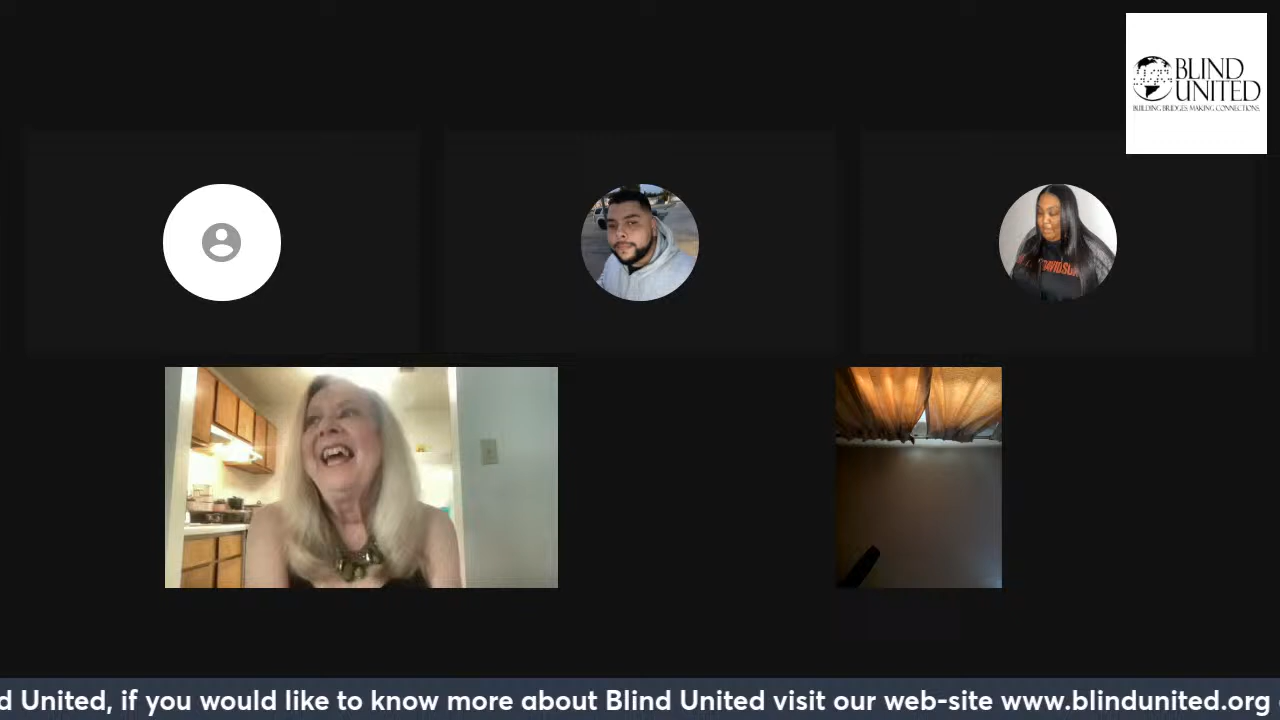 BLIND
UNITED
BUILDING BRIDGES, MAKING CONNECTIONS.
DAVIDSON
d United, if you would like to know more about Blind United visit our web-site www.blindunited.org